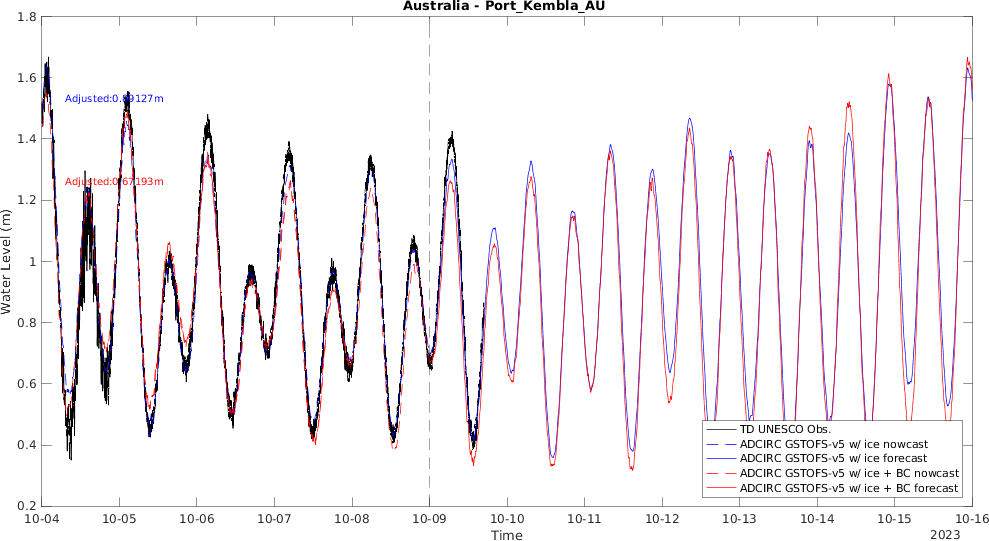 Australia - Port_Kembla_AU
Water Level (m)
1.8
1.6
1.4
1.2
1
0.8
0.6
0.4
0.2
Adjusted:0.89127m
Adjusted:0.67193m
TD UNESCO Obs.
ADCIRC GSTOFS-v5 w/ ice nowcast
ADCIRC GSTOFS-v5 w/ ice forecast
ADCIRC GSTOFS-v5 w/ ice + BC nowcast
ADCIRC GSTOFS-v5 w/ ice + BC forecast
10-04 10-05 10-06 10-07 10-08 10-09 10-10 10-11 10-12 10-13 10-14 10-15 10-16
Time
2023